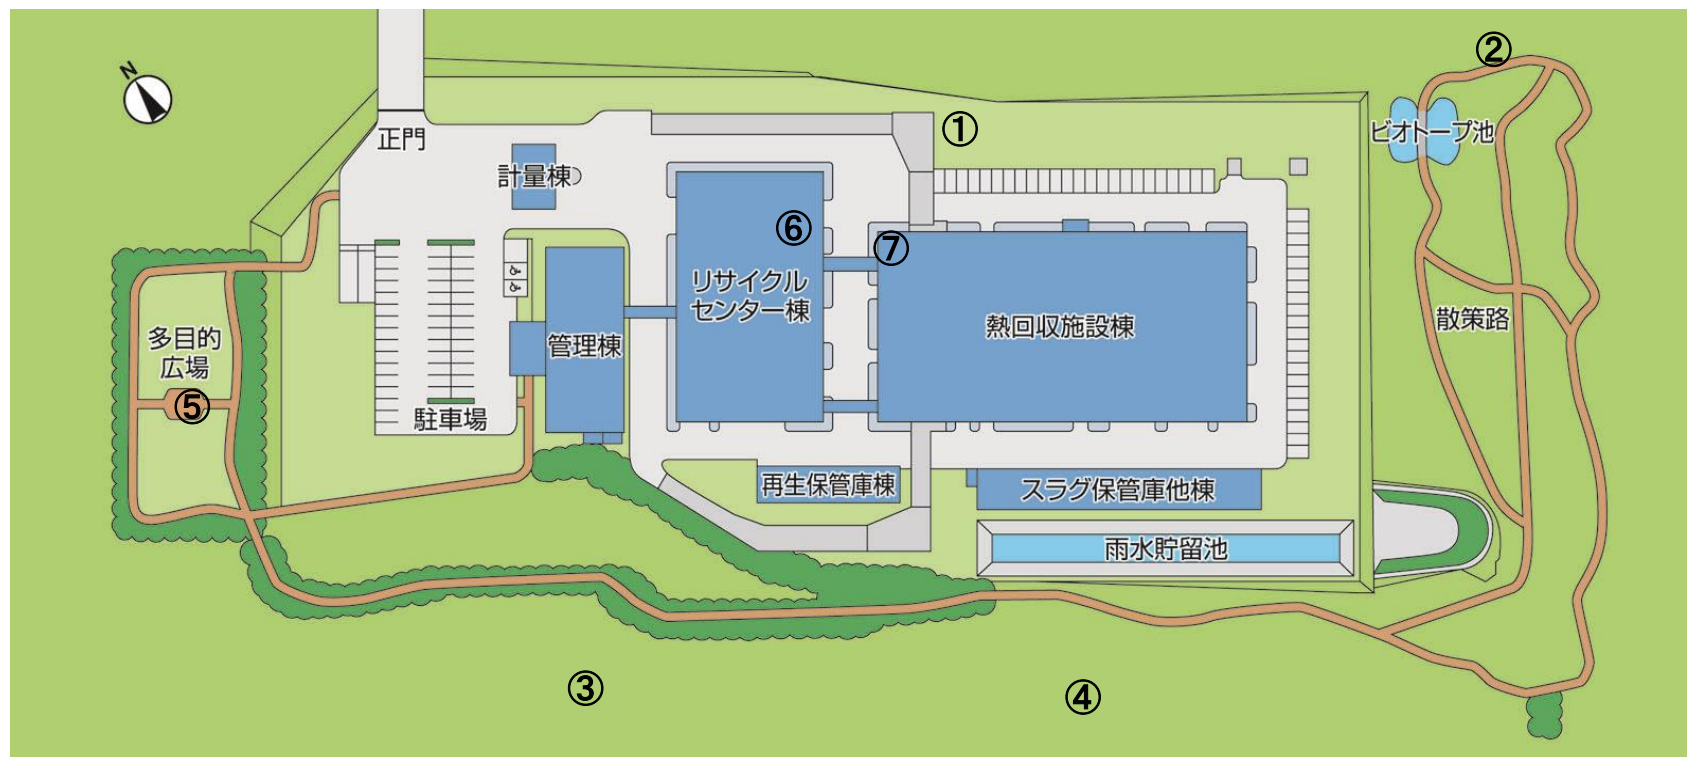 ②
N
①
ビオトープ池
正門
計量棟
⑥
⑦
リサイクル
センター棟
熱回収施設棟
散策路
管理棟
多目的
広場
⑤
駐車場
再生保管庫棟
スラグ保管庫他棟
雨水貯留池
③
④